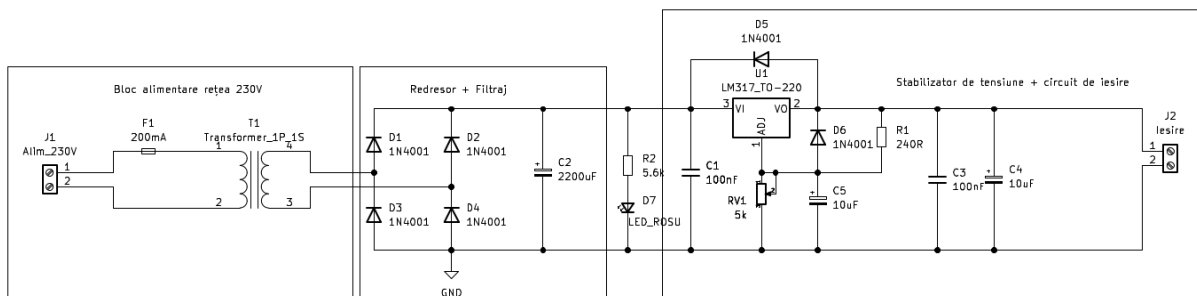 Bloc alimentare rețea 230V
J1
Alim_230V
1
2
F1
200mA
T1
Transformer_1P_1S
1
2
4
3
Redresor + Filtraj
D1
1N4001
D2
1N4001
D3
1N4001
D4
1N4001
C2
2200uF
GND
R2
5.6k
D7
LED_ROSU
Stabilizator de tensiune + circuit de iesire
D5
1N4001
U1
LM317_TO-220
3 VI
VO 2
ADJ
1
C1
100nF
D6
1N4001
R1
240R
RV1
5k
C5
10uF
C3
100nF
C4
10uF
J2
Iesire
1
2